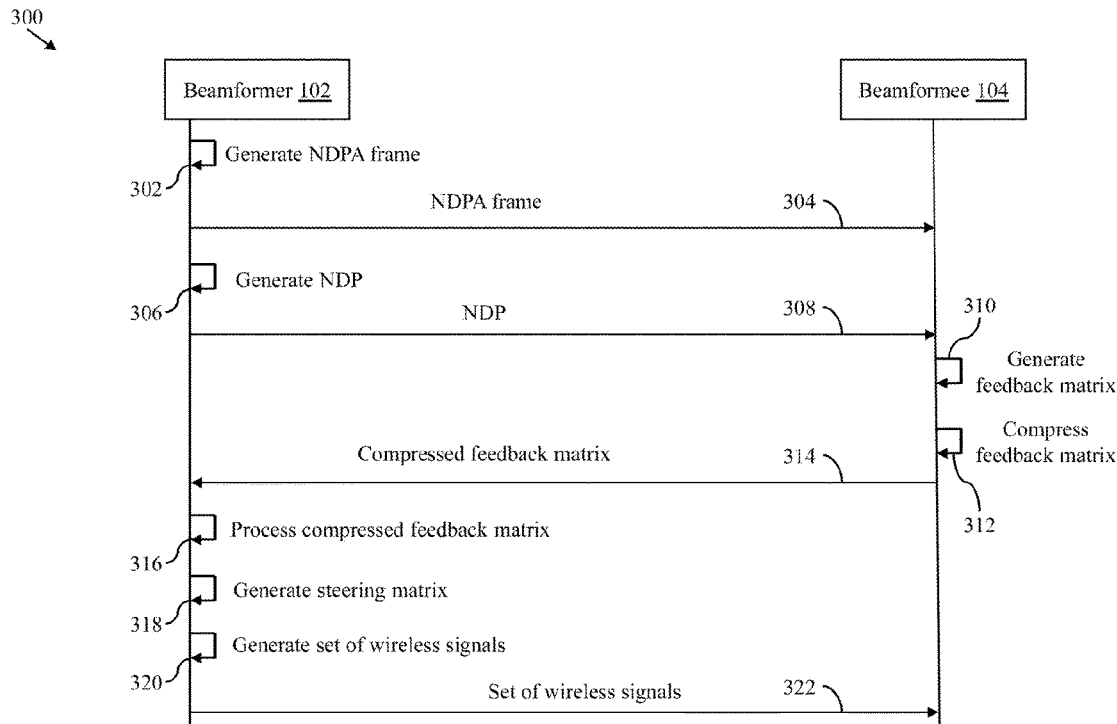 300
Beamformer 102
Beamformee 104
Generate NDPA frame
302
NDPA frame
304
Generate NDP
306
NDP
308
310
Generate
feedback matrix
Compress
feedback matrix
312
Compressed feedback matrix
314
Process compressed feedback matrix
316
Generate steering matrix
318
Generate set of wireless signals
320
Set of wireless signals
322